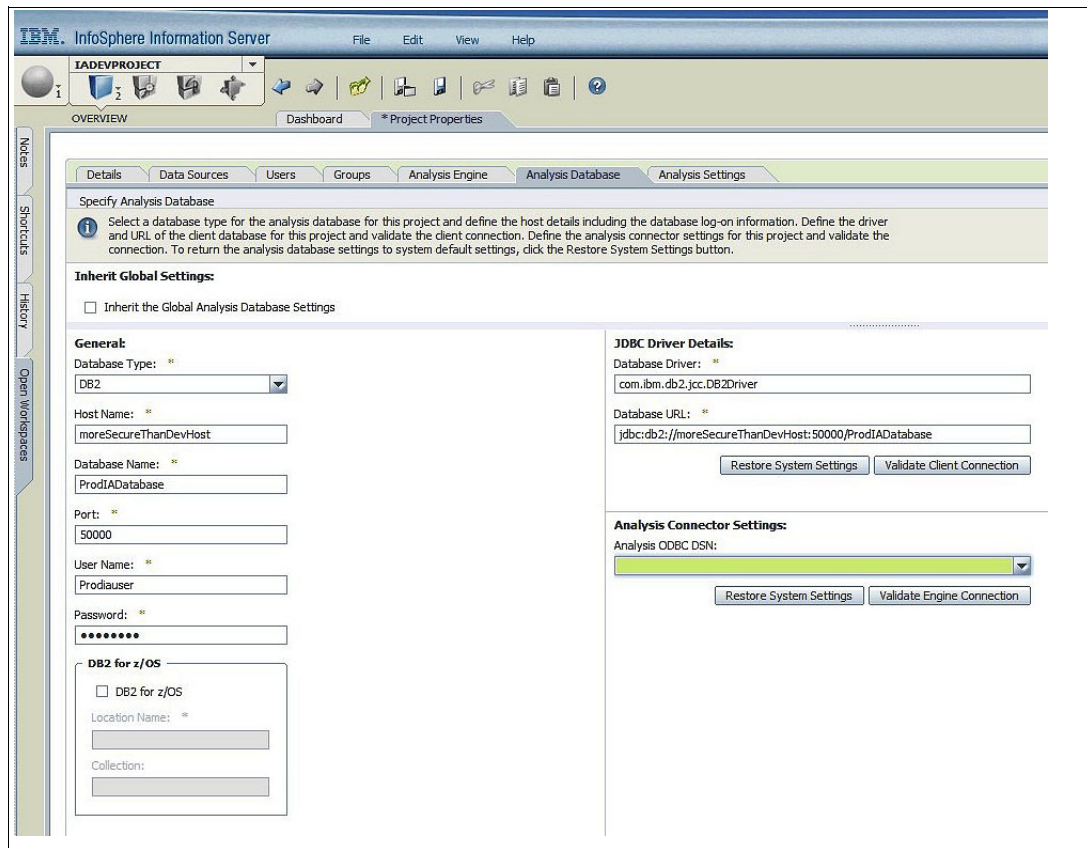 IBM. InfoSphere Information Server
File Edit View Help
IADEVPROJECT
1
2
OVERVIEW
Dashboard
* Project Properties
Notes
Shortcuts
History
Open Workspaces
Details Data Sources Users Groups Analysis Engine Analysis Database Analysis Settings
Specify Analysis Database
Select a database type for the analysis database for this project and define the host details including the database log-on information. Define the driver
and URL of the client database for this project and validate the client connection. Define the analysis connector settings for this project and validate the
connection. To return the analysis database settings to system default settings, click the Restore System Settings button.
Inherit Global Settings:
Inherit the Global Analysis Database Settings
General:
Database Type: *
DB2
Host Name: *
moreSecureThanDevHost
Database Name: *
ProdIADatabase
Port: *
50000
User Name: *
Prodiauser
Password: *
••••••••
DB2 for z/OS
DB2 for z/OS
Location Name: *
Collection:
JDBC Driver Details:
Database Driver: *
com.ibm.db2.jcc.DB2Driver
Database URL: *
jdbc:db2://moreSecureThanDevHost:50000/ProdIADatabase
Restore System Settings Validate Client Connection
Analysis Connector Settings:
Analysis ODBC DSN:
Restore System Settings Validate Engine Connection